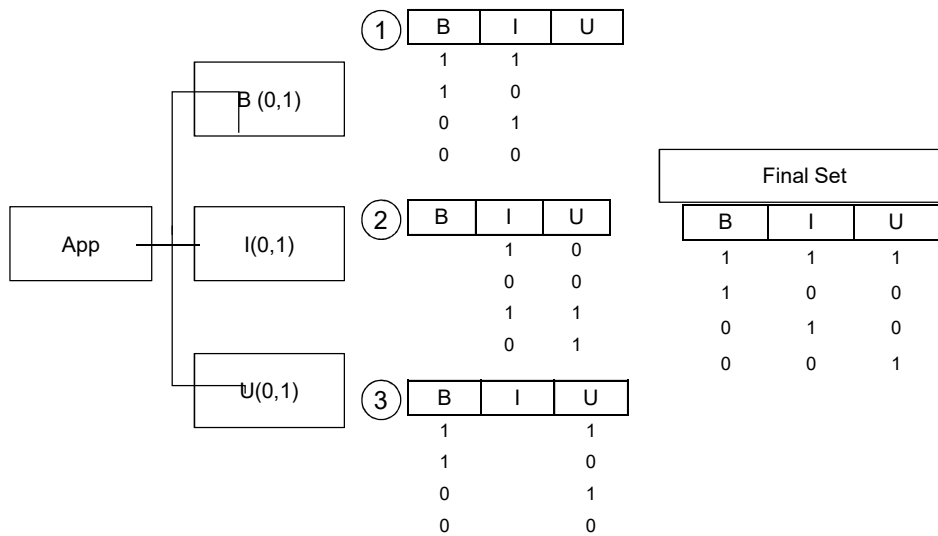 App
B (0,1)
I(0,1)
U(0,1)
1
B I U
1 1
1 0
0 1
0 0
2
B I U
1 0
0 0
1 1
0 1
3
B I U
1 1
1 0
0 1
0 0
Final Set
B I U
1 1 1
1 0 0
0 1 0
0 0 1